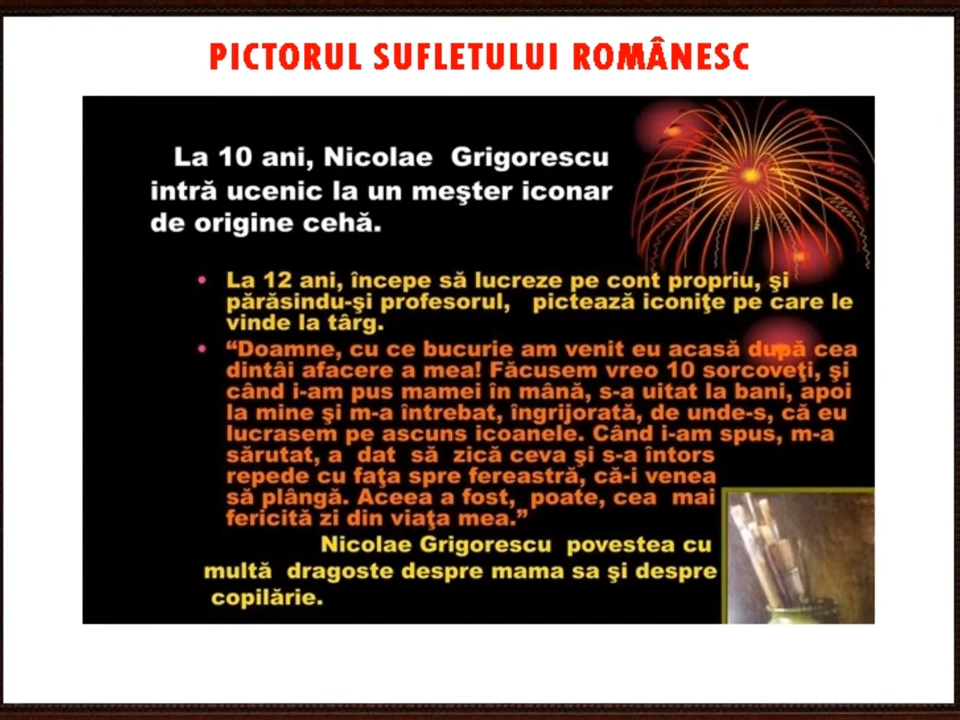 PICTORUL SUFLETULUI ROMÂNESC
La 10 ani, Nicolae Grigorescu
intră ucenic la un meşter iconar
de origine cehă.
• La 12 ani, începe să lucreze pe cont propriu, şi
părăsindu-şi profesorul, pictează iconiţe pe care le
vinde la târg.
• “Doamne, cu ce bucurie am venit eu acasă după cea
dintâi afacere a mea! Făcusem vreo 10 sorcoveţi, şi
când i-am pus mamei în mână, s-a uitat la bani, apoi
la mine şi m-a întrebat, îngrijorată, de unde-s, că eu
lucrasem pe ascuns icoanele. Când i-am spus, m-a
sărutat, a dat să zică ceva şi s-a întors
repede cu faţa spre fereastră, că-i venea
să plângă. Aceea a fost, poate, cea mai
fericită zi din viaţa mea.”
Nicolae Grigorescu povestea cu
multă dragoste despre mama sa şi despre
copilărie.